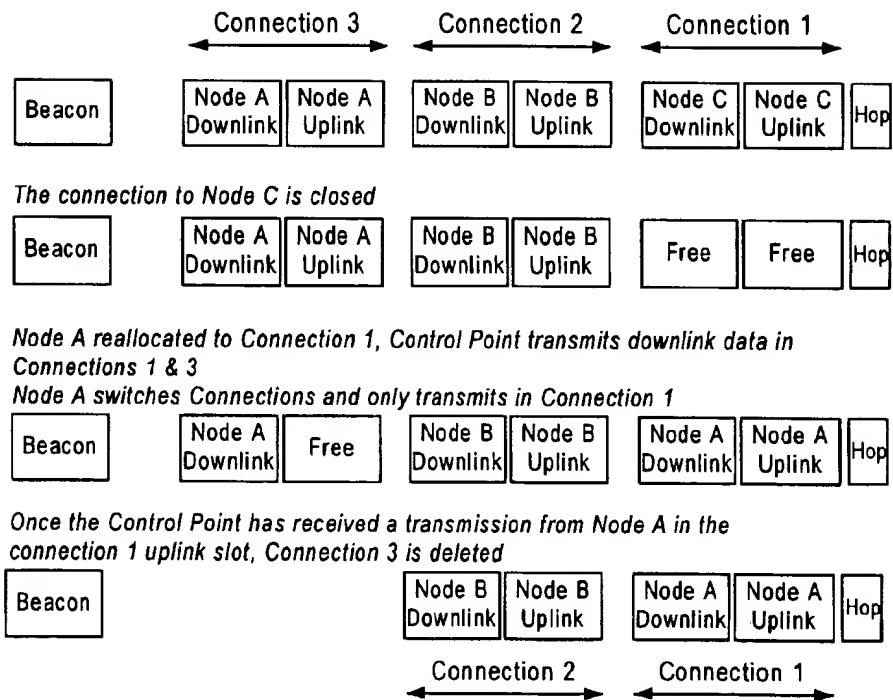 Connection 3 Connection 2 Connection 1
Beacon Node A Downlink Node A Uplink Node B Downlink Node B Uplink Node C Downlink Node C Uplink Hop
The connection to Node C is closed
Beacon Node A Downlink Node A Uplink Node B Downlink Node B Uplink Free Free Hop
Node A reallocated to Connection 1, Control Point transmits downlink data in
Connections 1 & 3
Node A switches Connections and only transmits in Connection 1
Beacon Node A Downlink Free Node B Downlink Node B Uplink Node A Downlink Node A Uplink Hop
Once the Control Point has received a transmission from Node A in the
connection 1 uplink slot, Connection 3 is deleted
Beacon Node B Downlink Node B Uplink Node A Downlink Node A Uplink Hop
Connection 2 Connection 1